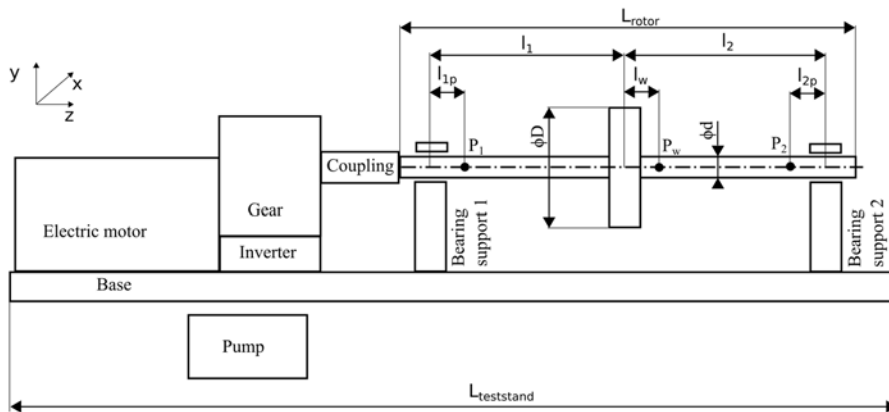 L_rotor
l_1
l_2
y
x
z
l_1p
l_w
l_2p
ϕD
ϕd
P_1
P_w
P_2
Coupling
Gear
Electric motor
Inverter
Bearing
support 1
Bearing
support 2
Base
Pump
L_teststand